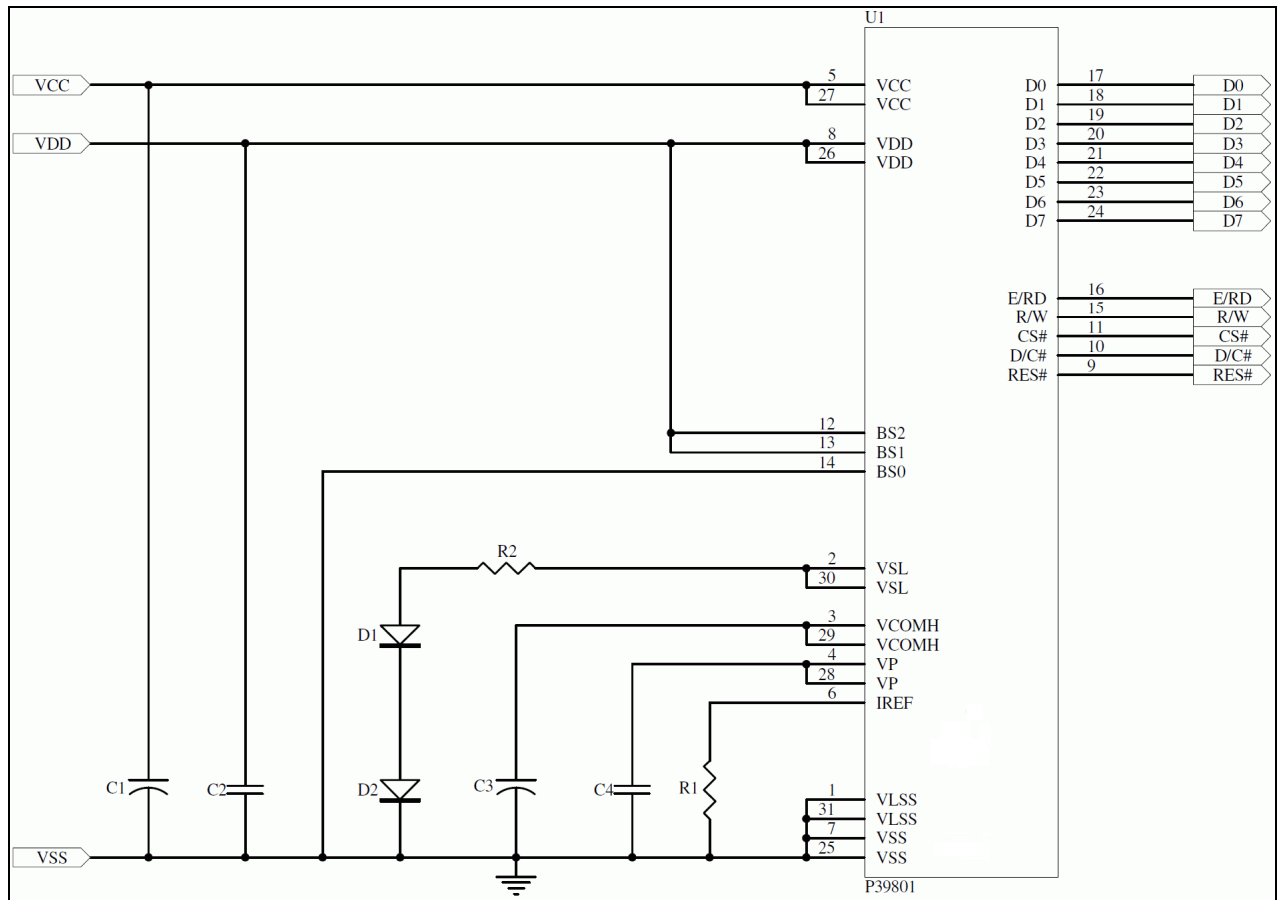 U1
VCC
5
VCC
27
VCC
VDD
8
VDD
26
VDD
D0
17
D0
D1
18
D1
D2
19
D2
D3
20
D3
D4
21
D4
D5
22
D5
D6
23
D6
D7
24
D7
E/RD
16
E/RD
R/W
15
R/W
CS#
11
CS#
D/C#
10
D/C#
RES#
9
RES#
12
BS2
13
BS1
14
BS0
R2
2
VSL
30
VSL
D1
3
VCOMH
29
VCOMH
4
VP
28
VP
6
IREF
C1
C2
D2
C3
C4
R1
1
VLSS
31
VLSS
7
VSS
25
VSS
VSS
P39801